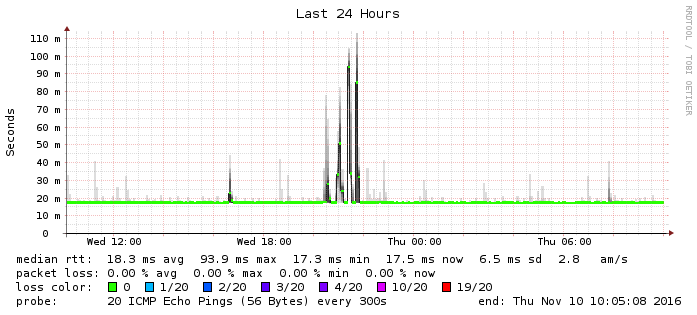 Last 24 Hours
RRDTOOL / TOBI OETIKER
Seconds
110 m
100 m
90 m
80 m
70 m
60 m
50 m
40 m
30 m
20 m
10 m
0
Wed 12:00 Wed 18:00 Thu 00:00 Thu 06:00
median rtt: 18.3 ms avg 93.9 ms max 17.3 ms min 17.5 ms now 6.5 ms sd 2.8 am/s
packet loss: 0.00 % avg 0.00 % max 0.00 % min 0.00 % now
loss color: 0 1/20 2/20 3/20 4/20 10/20 19/20
probe: 20 ICMP Echo Pings (56 Bytes) every 300s end: Thu Nov 10 10:05:08 2016